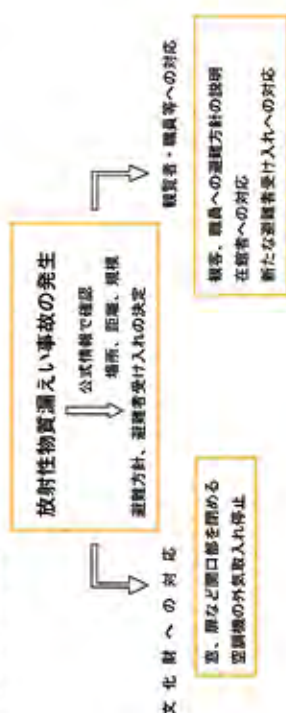 放射性物質漏えい事故の発生
公式情報で確認
場所、距離、規模
避難方針、避難者受け入れの決定
文化財への対応
窓、扉など開口部を閉める
空調機の外気取入れ停止
観覧者・職員等への対応
観客、職員への避難方針の説明
在館者への対応
新たな避難者受け入れへの対応